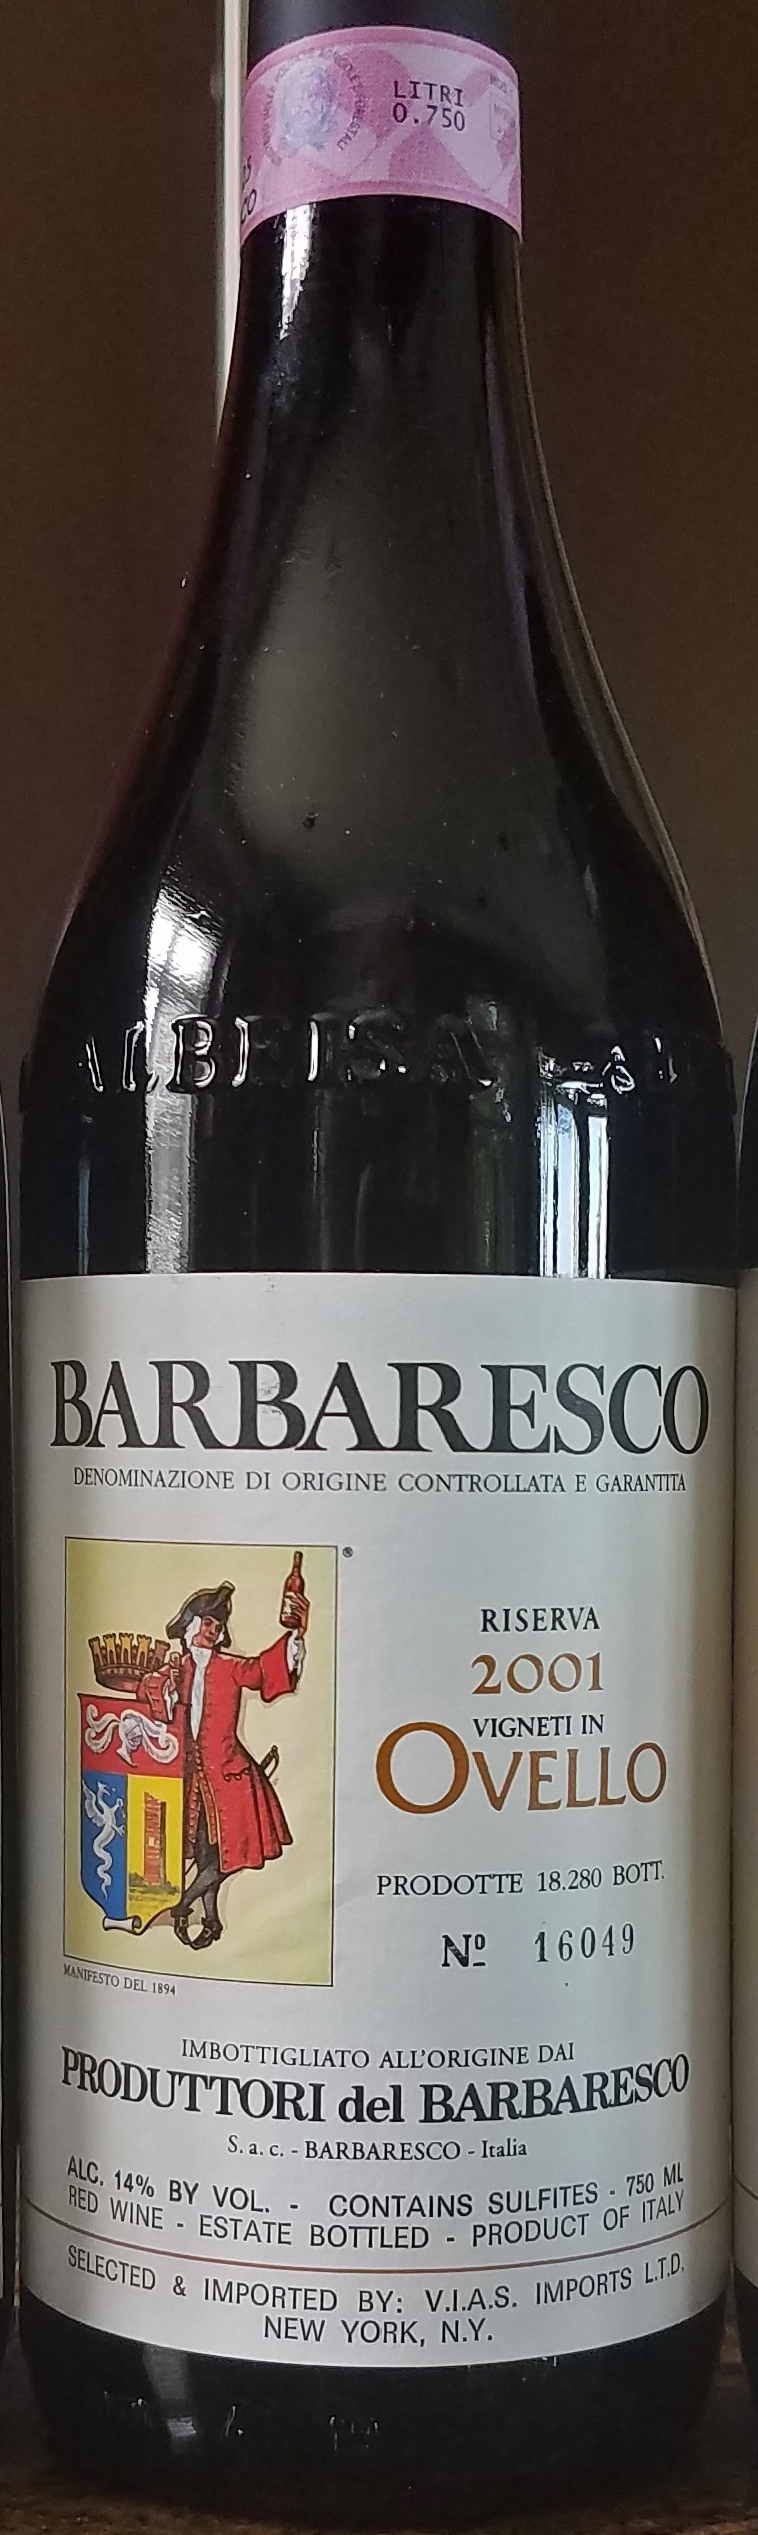 LITRI
0.750
ALBEISA
BARBARESCO
DENOMINAZIONE DI ORIGINE CONTROLLATA E GARANTITA
®
RISERVA
2001
VIGNETI IN
OVELLO
PRODOTTE 18.280 BOTT.
Nº 16049
MANIFESTO DEL 1894
IMBOTTIGLIATO ALL'ORIGINE DAI
PRODUTTORI del BARBARESCO
S. a. c. - BARBARESCO - Italia
ALC. 14% BY VOL. - CONTAINS SULFITES - 750 ML
RED WINE - ESTATE BOTTLED - PRODUCT OF ITALY
SELECTED & IMPORTED BY: V.I.A.S. IMPORTS L.T.D.
NEW YORK, N.Y.